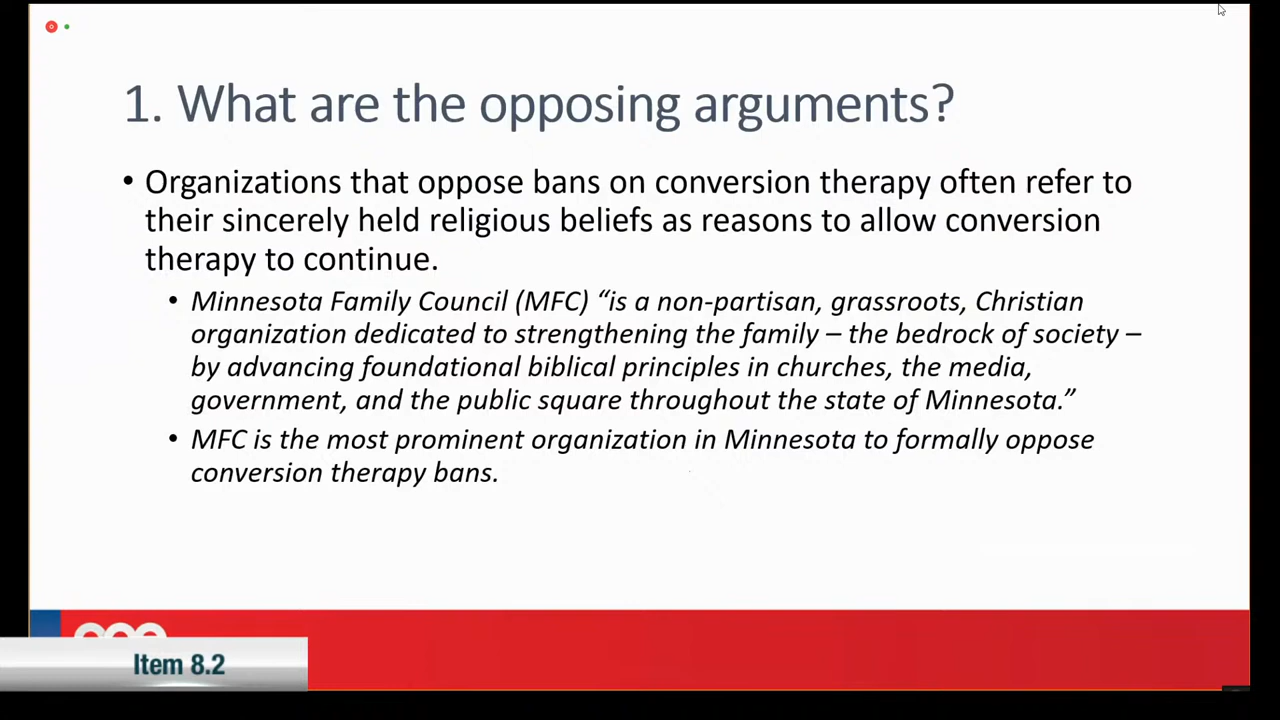 1. What are the opposing arguments?
• Organizations that oppose bans on conversion therapy often refer to
their sincerely held religious beliefs as reasons to allow conversion
therapy to continue.
• Minnesota Family Council (MFC) “is a non-partisan, grassroots, Christian
organization dedicated to strengthening the family – the bedrock of society –
by advancing foundational biblical principles in churches, the media,
government, and the public square throughout the state of Minnesota.”
• MFC is the most prominent organization in Minnesota to formally oppose
conversion therapy bans.
Item 8.2